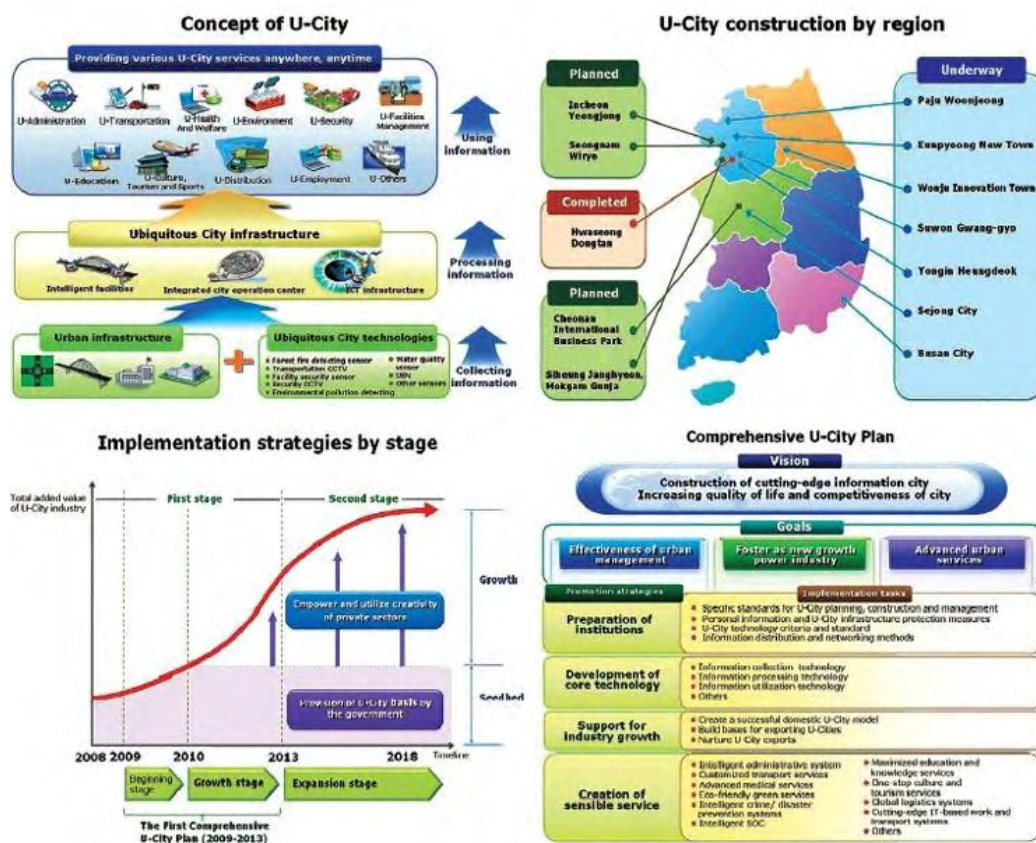 Concept of U-City
Providing various U-City services anywhere, anytime
U-Administration
U-Transportation
U-Health
And Welfare
U-Environment
U-Security
U-Facilities
Management
U-Education
U-Culture,
Tourism and Sports
U-Distribution
U-Employment
U-Others
Using
information
Ubiquitous City infrastructure
Intelligent facilities
Integrated city operation center
ICT infrastructure
Processing
information
Urban infrastructure
Ubiquitous City technologies
Forest fire detecting sensor
Transportation CCTV
Facility security sensor
Security CCTV
Environmental pollution detecting
Water quality
sensor
USN
Other sensors
Collecting
information
U-City construction by region
Planned
Incheon
Yeongjong
Seongnam
Wirye
Completed
Hwaseong
Dongtan
Planned
Cheonan
International
Business Park
Siheung Janghyeon,
Mokgam Gunja
Underway
Paju Woonjeong
Eunpyeong New Town
Wonju Innovation Town
Suwon Gwang-gyo
Yongin Heungdeok
Sejong City
Busan City
Implementation strategies by stage
Total added value
of U-City industry
First stage
Second stage
Growth
Empower and utilize creativity
of private sectors
Seedbed
Provision of U-City basis by
the government
2008 2009 2010 2013 2018 Timeline
Beginning
stage
Growth stage
Expansion stage
The First Comprehensive
U-City Plan (2009-2013)
Comprehensive U-City Plan
Vision
Construction of cutting-edge information city
Increasing quality of life and competitiveness of city
Goals
Effectiveness of urban
management
Foster as new growth
power industry
Advanced urban
services
Promotion strategies
Implementation tasks
Preparation of
institutions
Specific standards for U-City planning, construction and management
Personal information and U-City infrastructure protection measures
U-City technology criteria and standard
Information distribution and networking methods
Development of
core technology
Information collection technology
Information processing technology
Information utilization technology
Others
Support for
industry growth
Create a successful domestic U-City model
Build bases for exporting U-Cities
Nurture U-City experts
Creation of
sensible service
Intelligent administrative system
Customized transport services
Advanced medical services
Eco-friendly green services
Intelligent crime/ disaster
prevention systems
Intelligent SOC
Maximized education and
knowledge services
One-stop culture and
tourism services
Global logistics systems
Cutting-edge IT-based work and
transport systems
Others